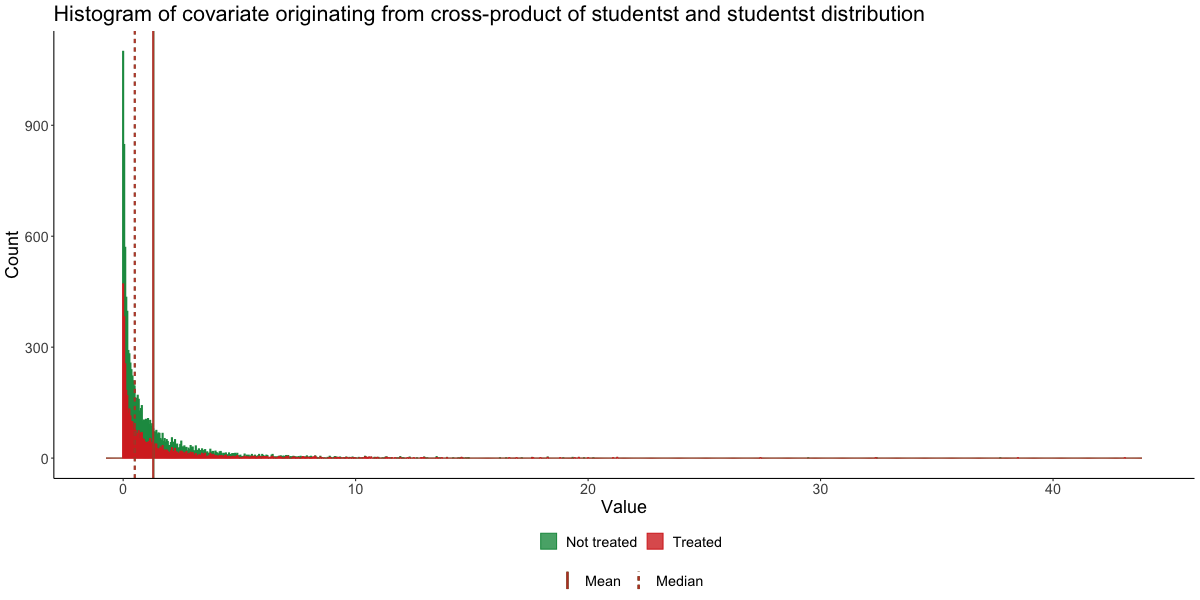 Histogram of covariate originating from cross-product of studentst and studentst distribution
Count
900
600
300
0
0 10 20 30 40
Value
Not treated Treated
Mean Median